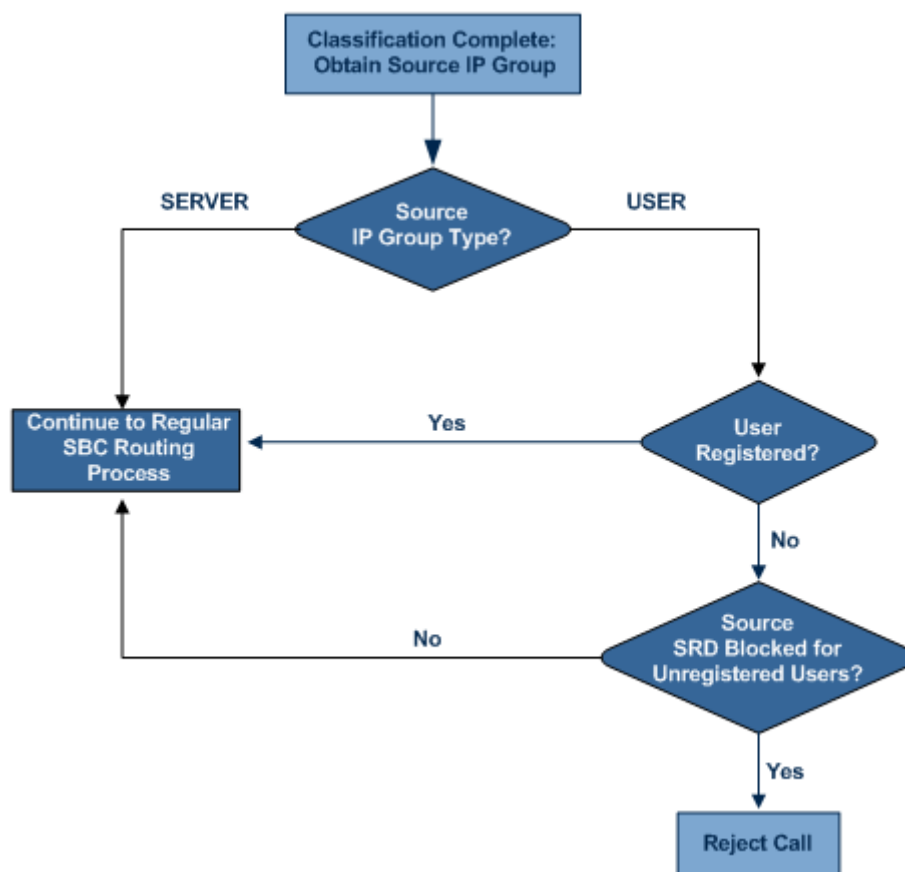 Classification Complete:
Obtain Source IP Group
SERVER
USER
Source
IP Group Type?
Continue to Regular
SBC Routing
Process
Yes
User
Registered?
No
No
Source
SRD Blocked for
Unregistered Users?
Yes
Reject Call